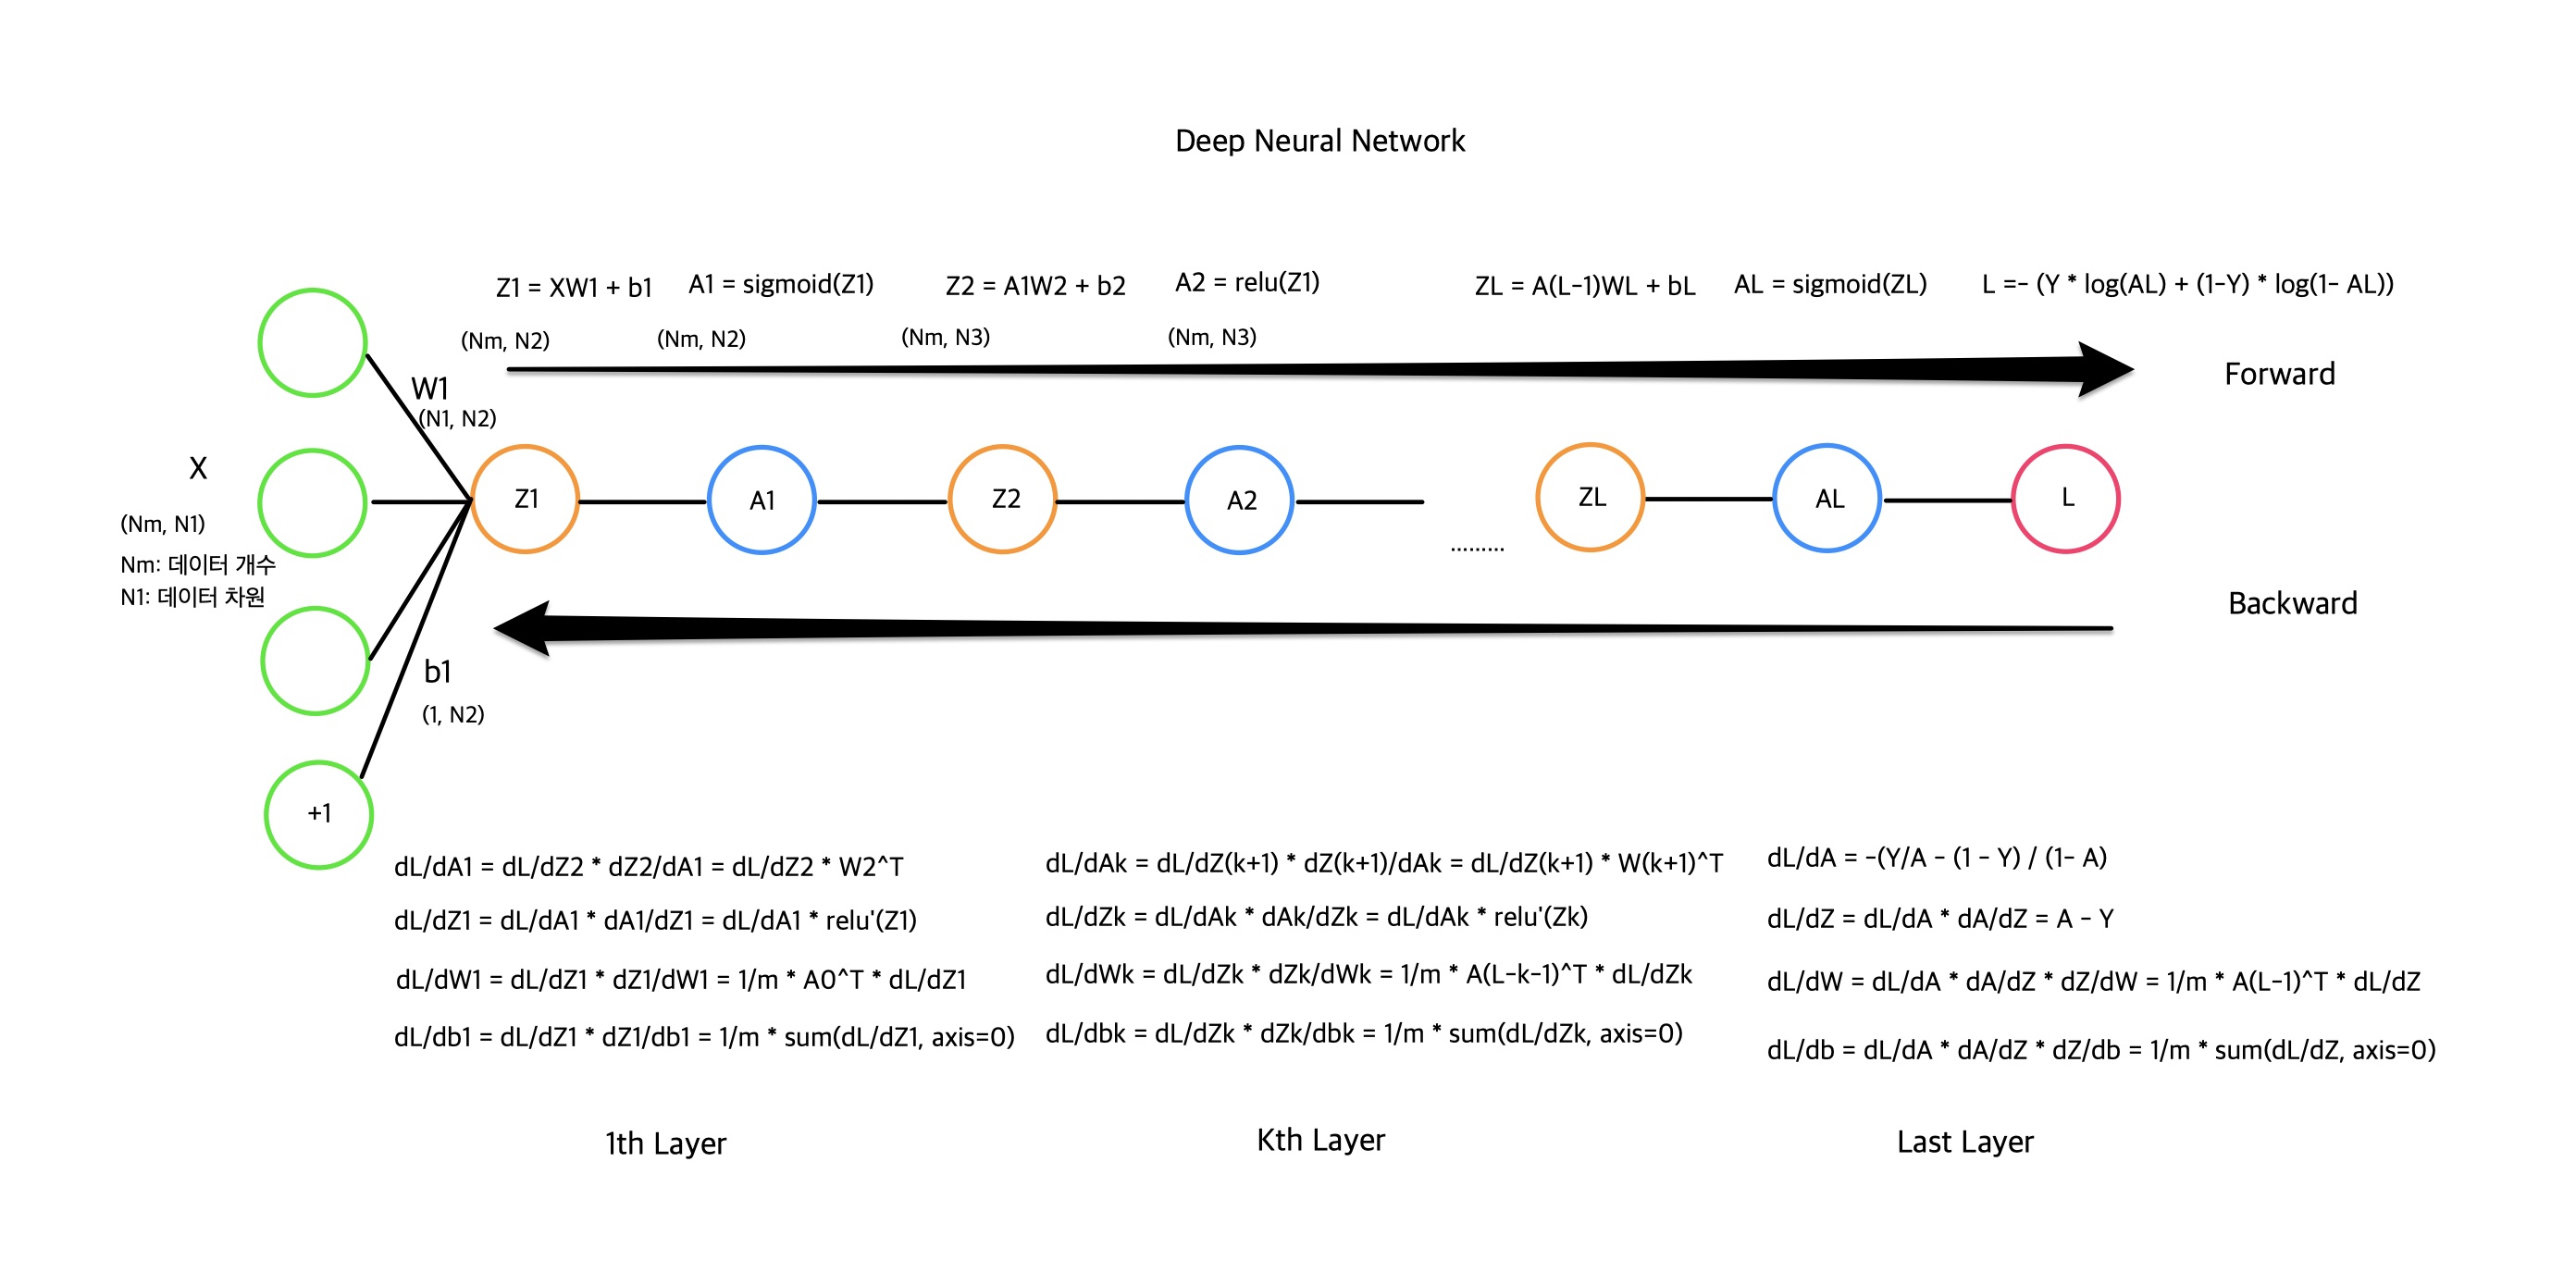 Deep Neural Network
Z1 = XW1 + b1
A1 = sigmoid(Z1)
Z2 = A1W2 + b2
A2 = relu(Z1)
ZL = A(L-1)WL + bL
AL = sigmoid(ZL)
L =- (Y * log(AL) + (1-Y) * log(1- AL))
(Nm, N2)
(Nm, N2)
(Nm, N3)
(Nm, N3)
Forward
W1
(N1, N2)
X
(Nm, N1)
Nm: 데이터 개수
N1: 데이터 차원
Z1
A1
Z2
A2
.........
ZL
AL
L
Backward
b1
(1, N2)
+1
dL/dA1 = dL/dZ2 * dZ2/dA1 = dL/dZ2 * W2^T
dL/dZ1 = dL/dA1 * dA1/dZ1 = dL/dA1 * relu'(Z1)
dL/dW1 = dL/dZ1 * dZ1/dW1 = 1/m * A0^T * dL/dZ1
dL/db1 = dL/dZ1 * dZ1/db1 = 1/m * sum(dL/dZ1, axis=0)
1th Layer
dL/dAk = dL/dZ(k+1) * dZ(k+1)/dAk = dL/dZ(k+1) * W(k+1)^T
dL/dZk = dL/dAk * dAk/dZk = dL/dAk * relu'(Zk)
dL/dWk = dL/dZk * dZk/dWk = 1/m * A(L-k-1)^T * dL/dZk
dL/dbk = dL/dZk * dZk/dbk = 1/m * sum(dL/dZk, axis=0)
Kth Layer
dL/dA = -(Y/A - (1 - Y) / (1- A)
dL/dZ = dL/dA * dA/dZ = A - Y
dL/dW = dL/dA * dA/dZ * dZ/dW = 1/m * A(L-1)^T * dL/dZ
dL/db = dL/dA * dA/dZ * dZ/db = 1/m * sum(dL/dZ, axis=0)
Last Layer